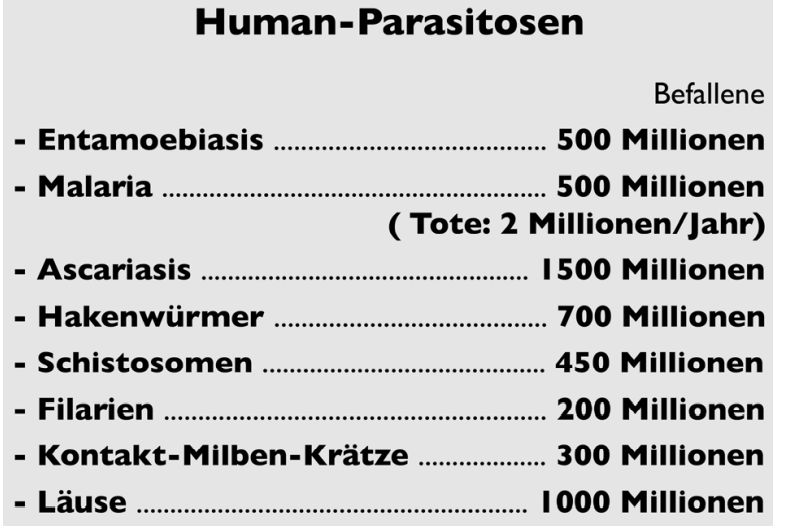 Human-Parasitosen
Befallene
- Entamoebiasis ........................................ 500 Millionen
- Malaria ........................................................ 500 Millionen
( Tote: 2 Millionen/Jahr)
- Ascariasis ................................................ 1500 Millionen
- Hakenwürmer ........................................ 700 Millionen
- Schistosomen .......................................... 450 Millionen
- Filarien ........................................................ 200 Millionen
- Kontakt-Milben-Krätze ................... 300 Millionen
- Läuse ......................................................... 1000 Millionen